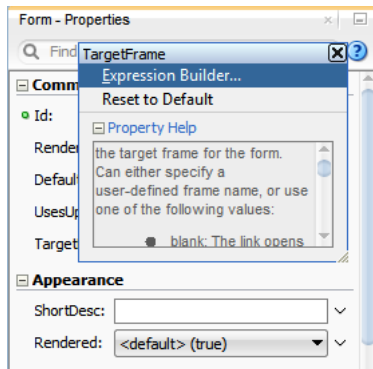 Form - Properties
Find
TargetFrame
Expression Builder...
Reset to Default
Property Help
the target frame for the form.
Can either specify a
user-defined frame name, or use
one of the following values:
blank: The link opens
Id:
Appearance
ShortDesc:
Rendered: <default> (true)